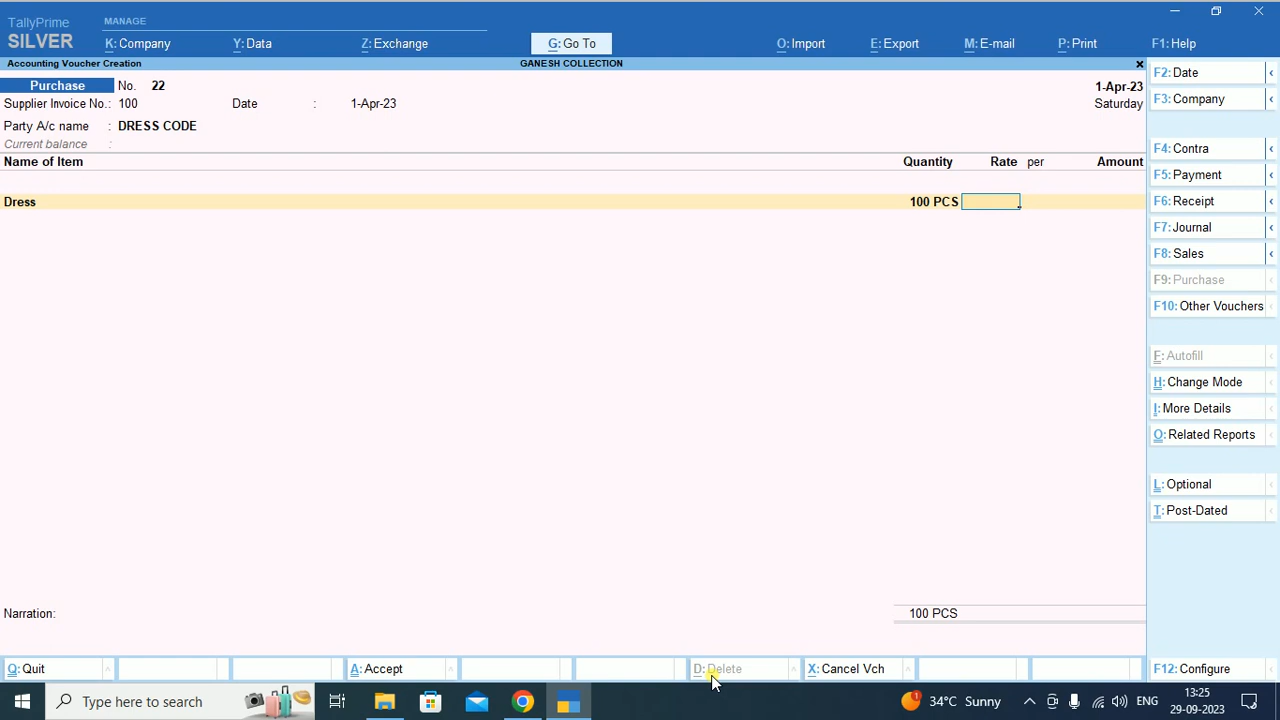 TallyPrime
SILVER
MANAGE
K: Company
Y: Data
Z: Exchange
G: Go To
O: Import
E: Export
M: E-mail
P: Print
F1: Help
Accounting Voucher Creation
GANESH COLLECTION
×
Purchase
No. 22
1-Apr-23
Supplier Invoice No.: 100
Date : 1-Apr-23
Saturday
Party A/c name : DRESS CODE
Current balance :
Name of Item
Quantity
Rate
per
Amount
Dress
100 PCS
Narration:
100 PCS
F2: Date
F3: Company
F4: Contra
F5: Payment
F6: Receipt
F7: Journal
F8: Sales
F9: Purchase
F10: Other Vouchers
F: Autofill
H: Change Mode
I: More Details
O: Related Reports
L: Optional
T: Post-Dated
Q: Quit
A: Accept
D: Delete
X: Cancel Vch
F12: Configure
Type here to search
34°C Sunny
ENG
13:25
29-09-2023